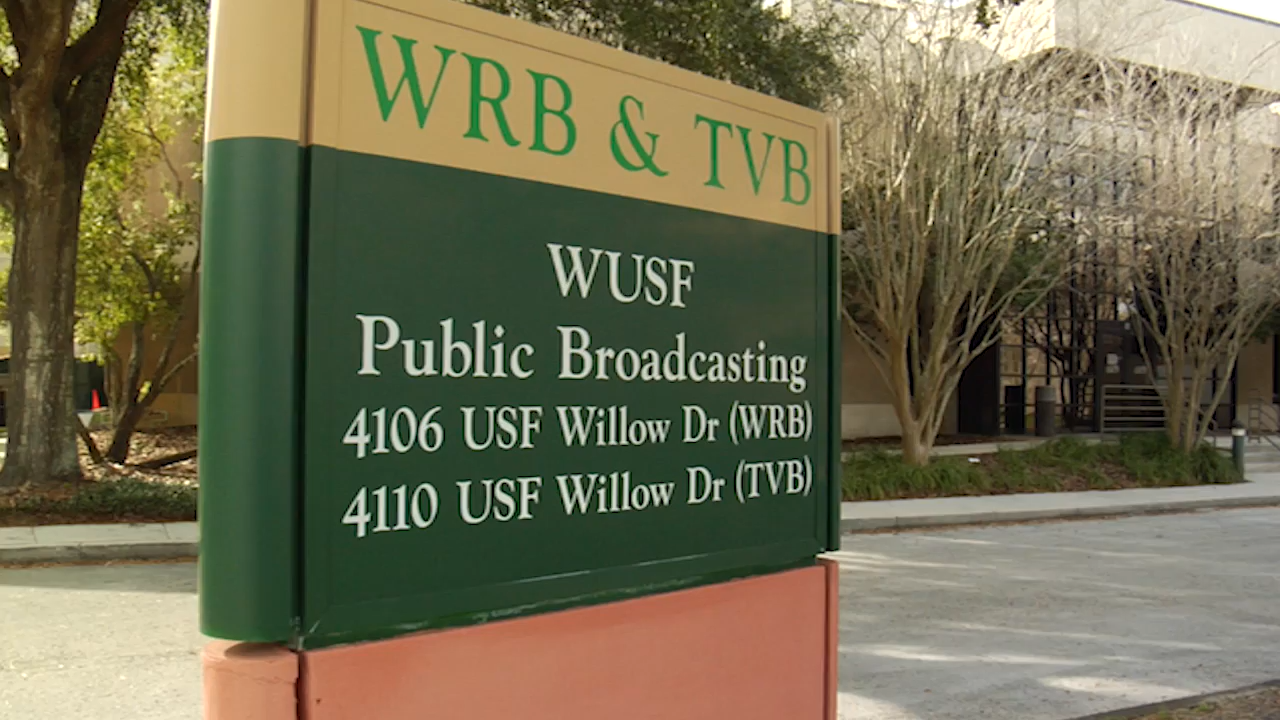 WRB & TVB
WUSF
Public Broadcasting
4106 USF Willow Dr (WRB)
4110 USF Willow Dr (TVB)